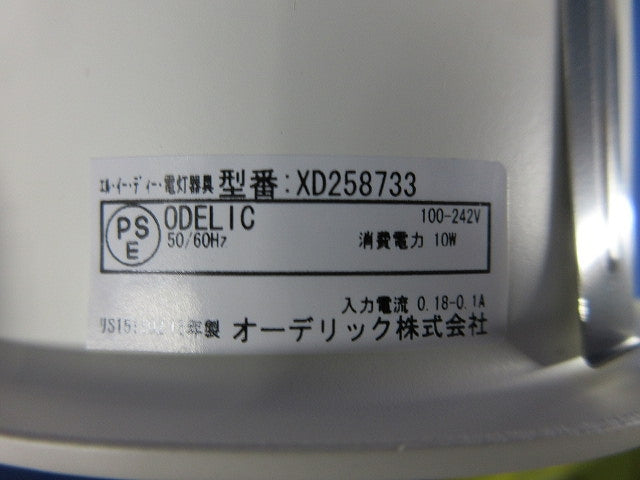 エル・イー・ディー・電灯器具 型番:XD258733
PS
E
ODELIC 100-242V
50/60Hz 消費電力 10W
入力電流 0.18-0.1A
年製 オーデリック株式会社